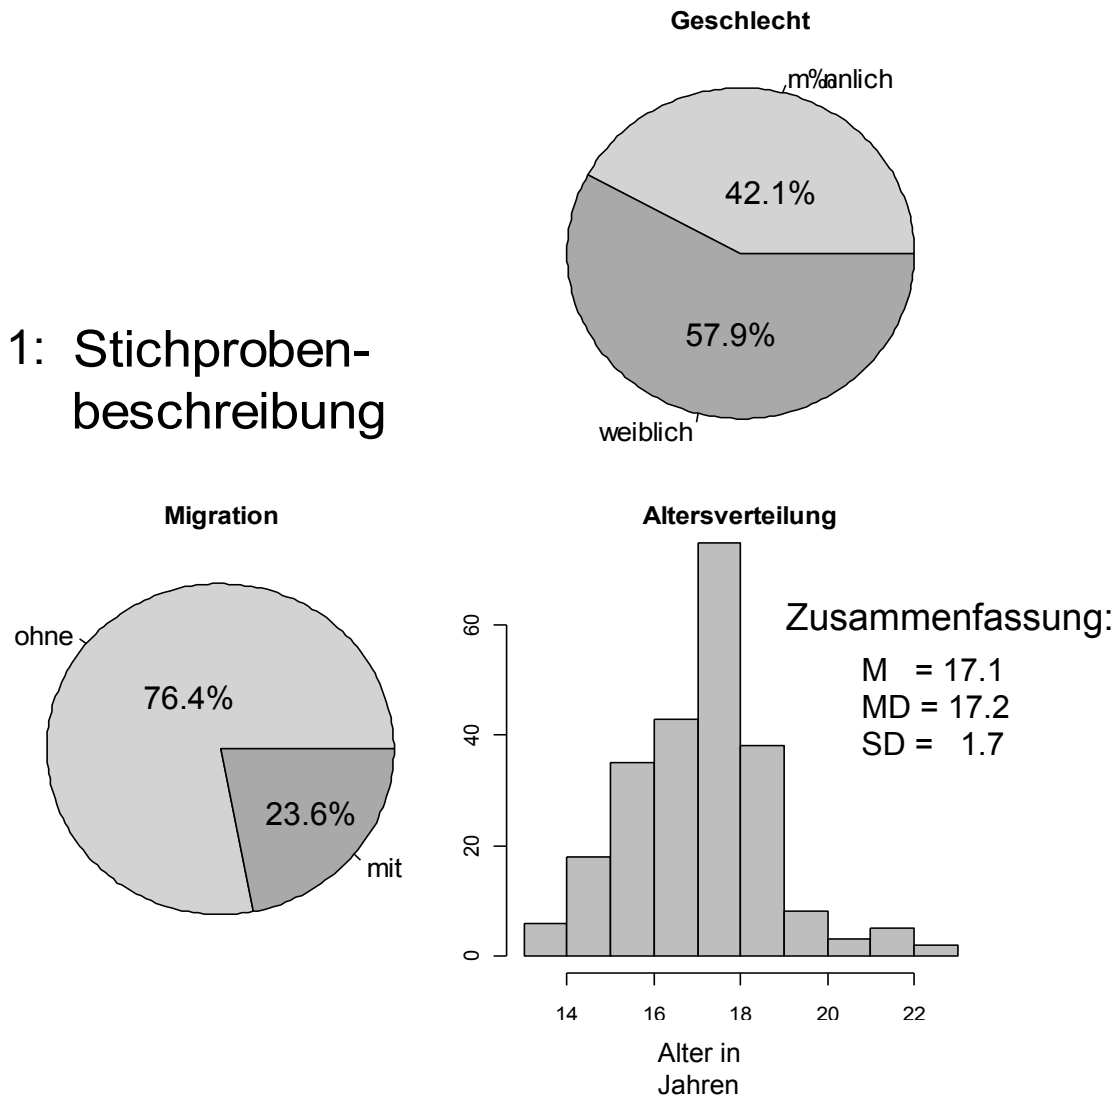 Geschlecht
m‰nnlich
42.1%
57.9%
weiblich
1: Stichproben-
beschreibung
Migration
ohne
76.4%
23.6%
mit
Altersverteilung
60
40
20
0
14 16 18 20 22
Alter in
Jahren
Zusammenfassung:
M = 17.1
MD = 17.2
SD = 1.7